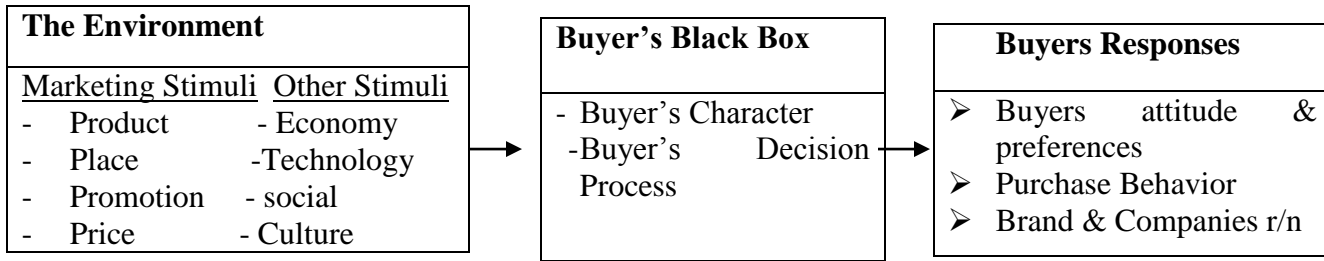 The Environment
Marketing Stimuli Other Stimuli
- Product - Economy
- Place -Technology
- Promotion - social
- Price - Culture
Buyer’s Black Box
- Buyer’s Character
-Buyer’s Decision
Process
Buyers Responses
➢ Buyers attitude &
preferences
➢ Purchase Behavior
➢ Brand & Companies r/n